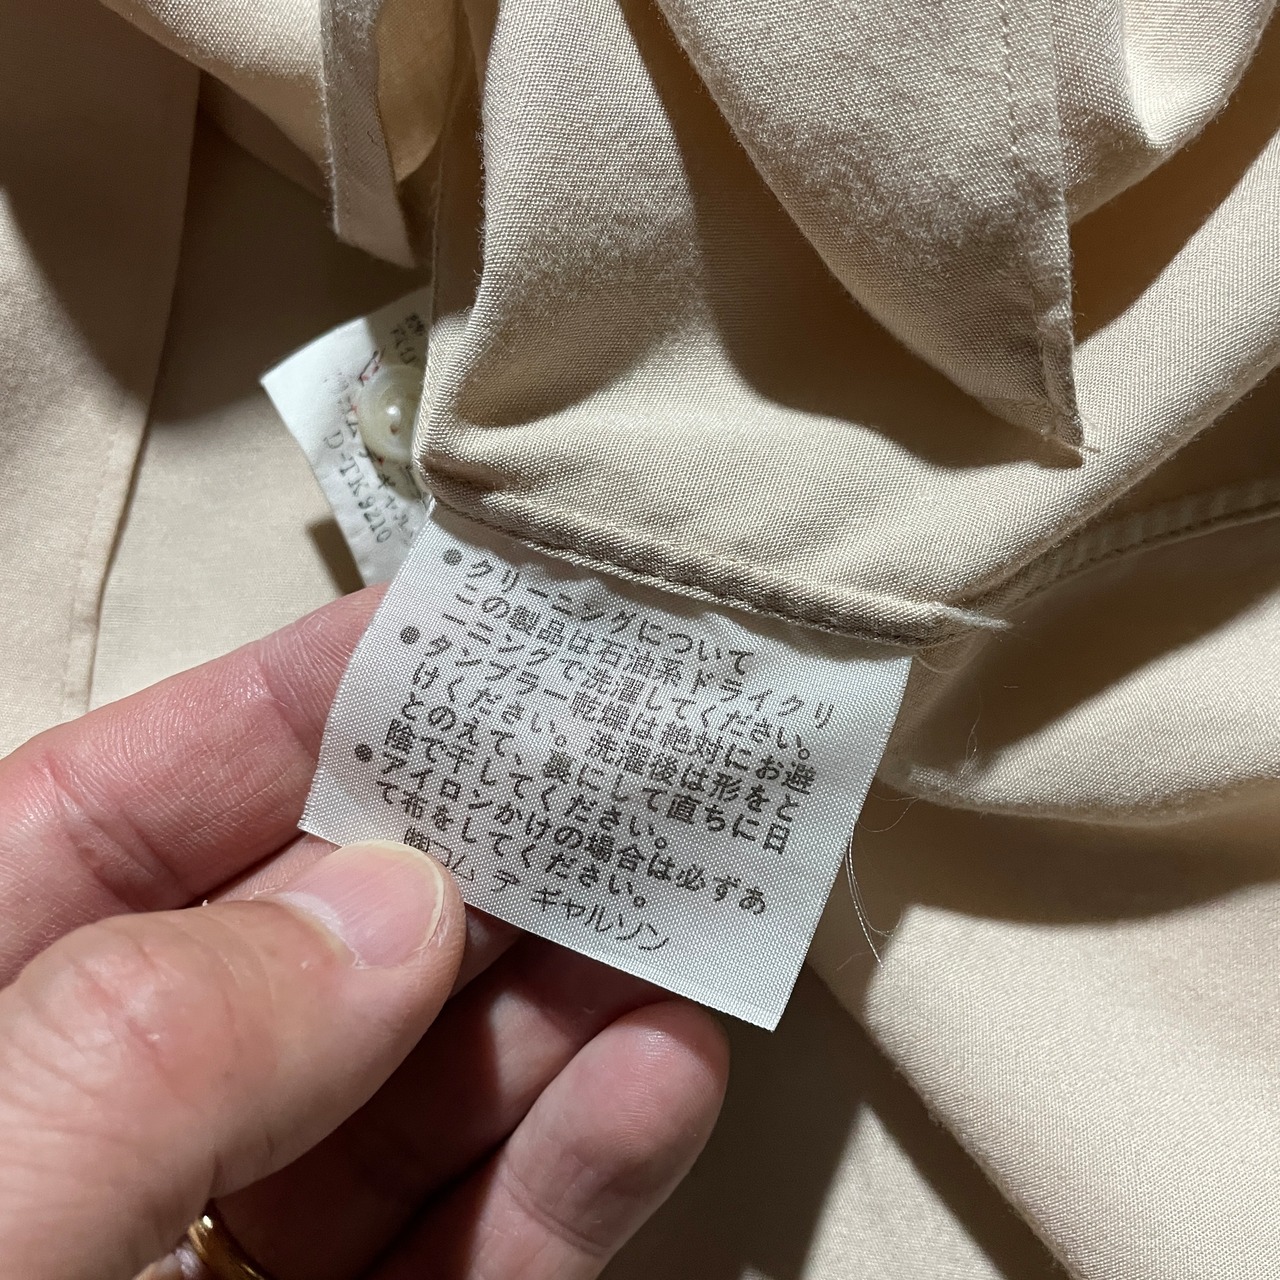 ●クリーニングについて
この製品は石油系ドライクリ
ーニングで洗濯してください。
●タンブラー乾燥は絶対にお避
けください。洗濯後は形をと
とのえて、裏にして直ちに日
陰で干してください。
●アイロンかけの場合は必ずあ
て布をしてください。
㈱コム デ ギャルソン
D-TK9210